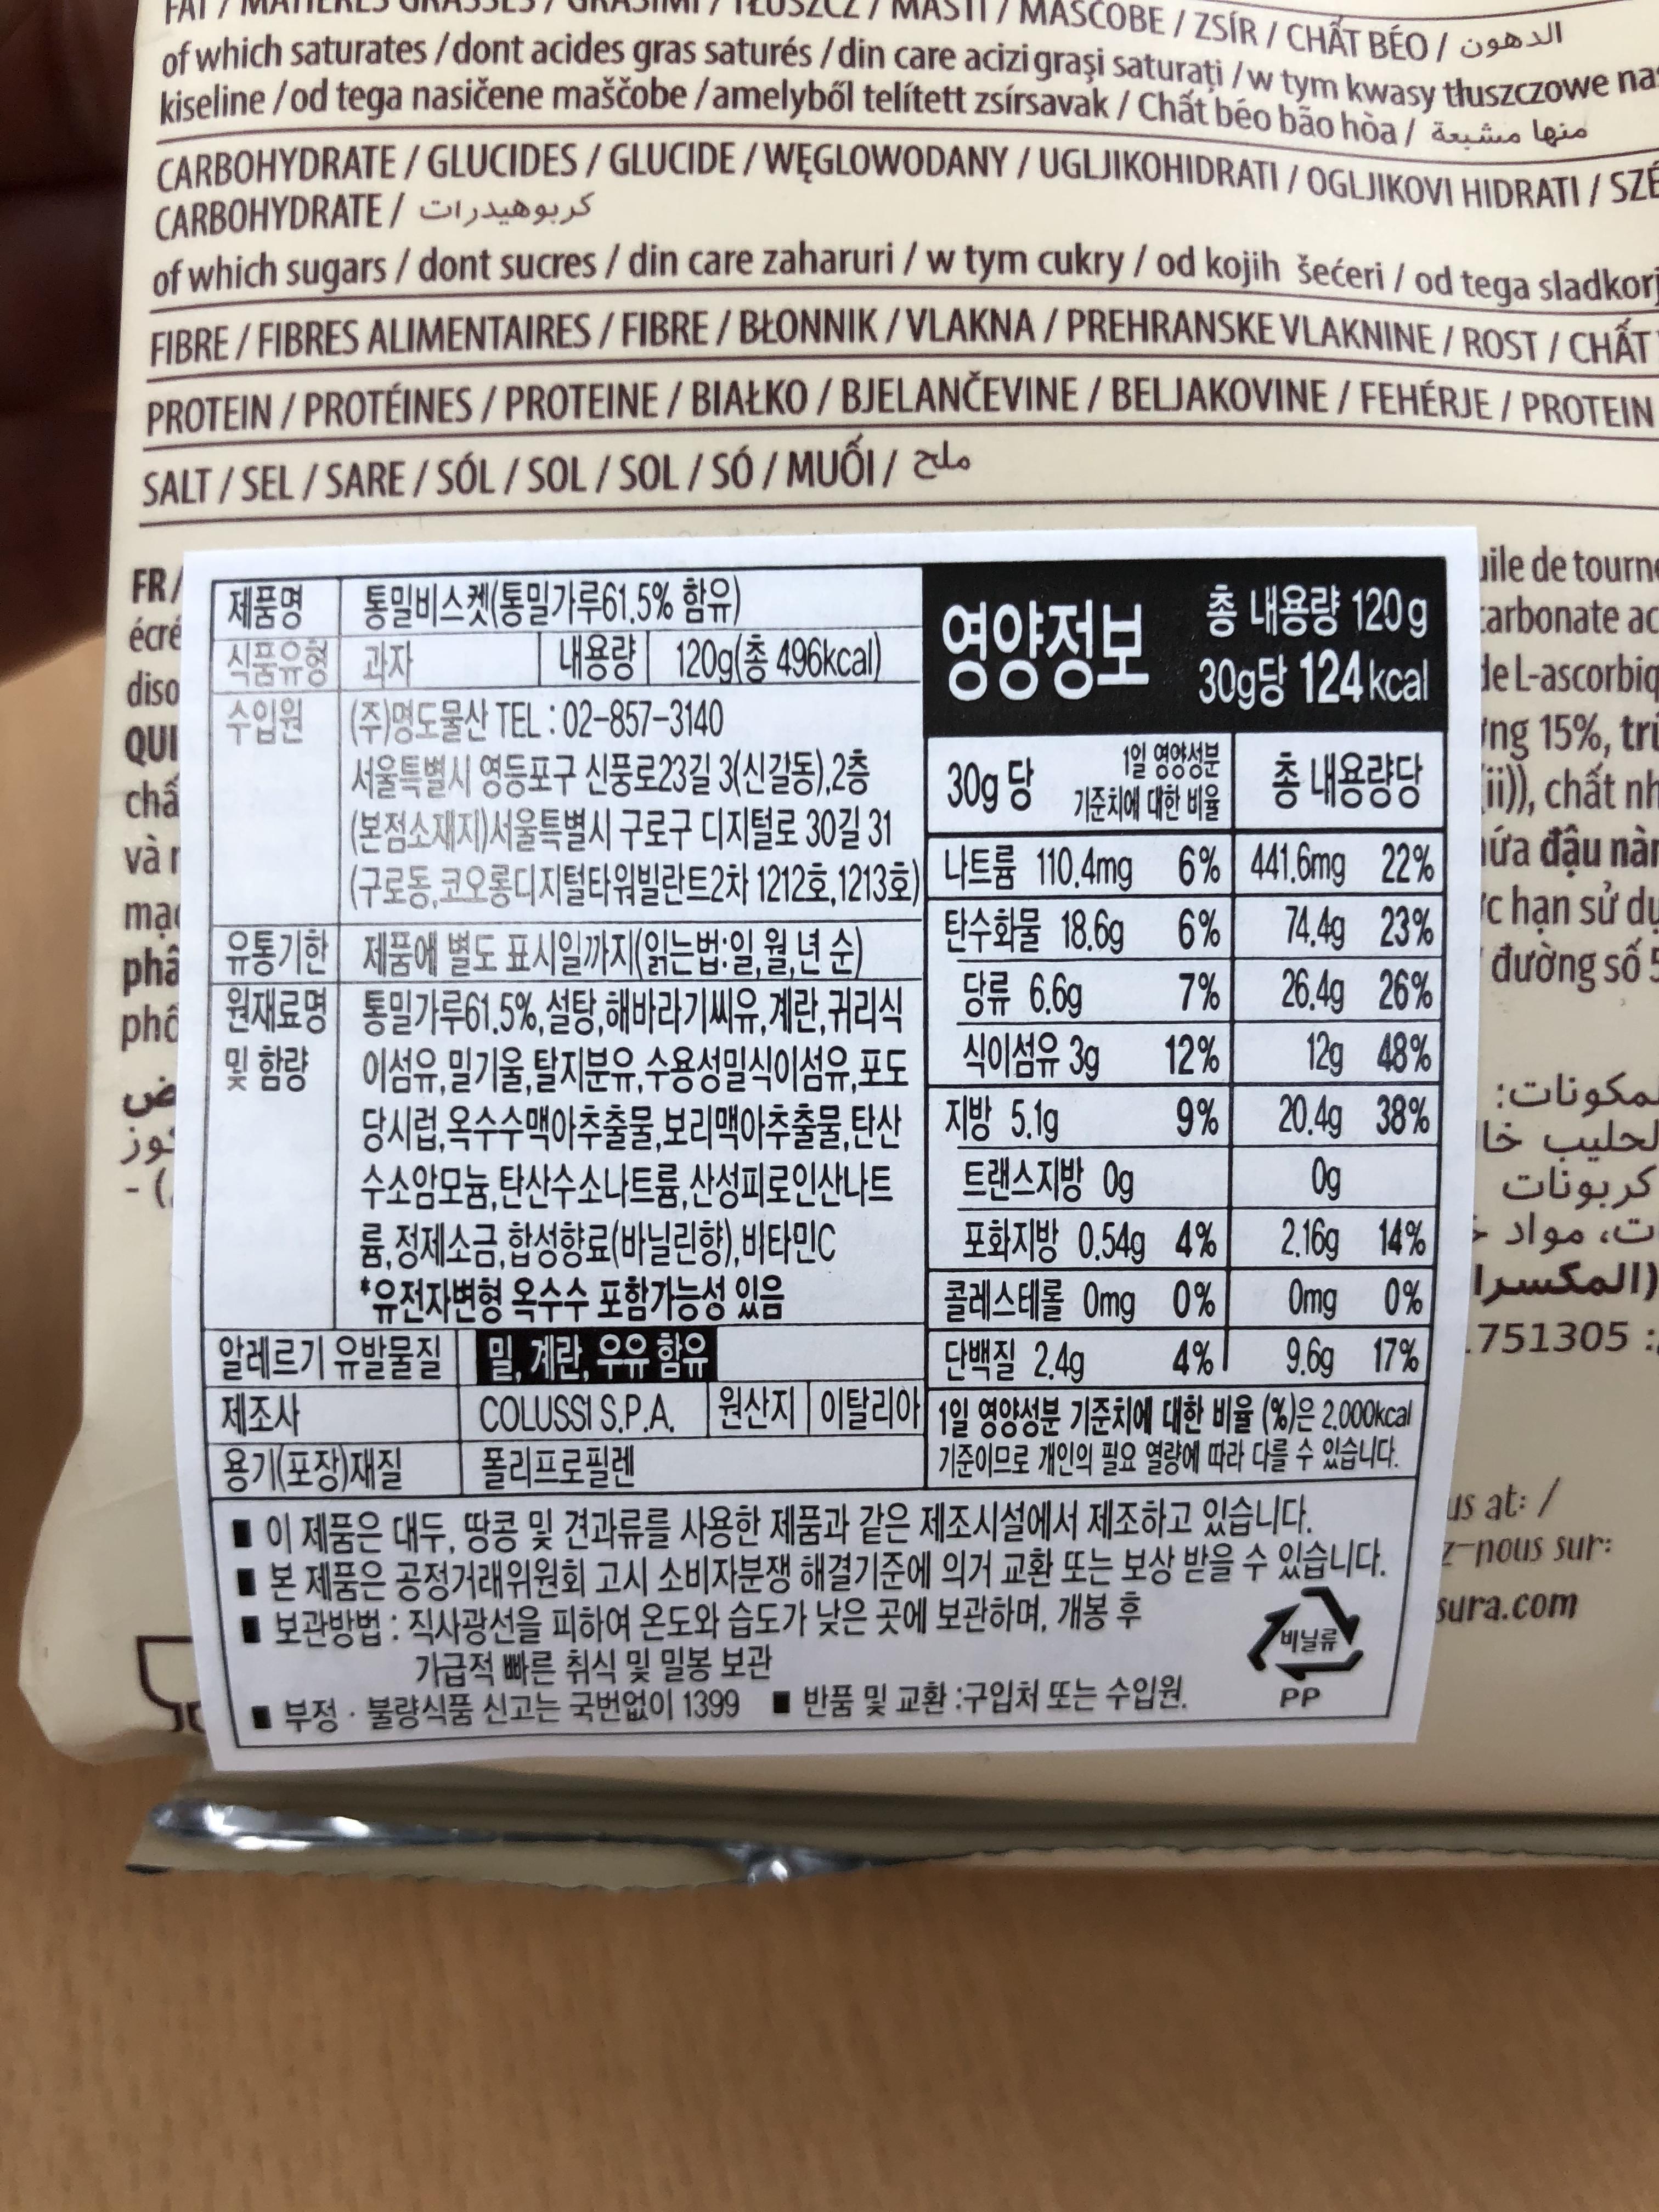 FAT / MATIÈRES GRASSES / GRĂSIMI / TŁUSZCZ / MASTI / MAŠČOBE / ZSÍR / CHẤT BÉO / الدهون
of which saturates / dont acides gras saturés / din care acizi grași saturați / w tym kwasy tłuszczowe
kiseline / od tega nasičene maščobe / amelyből telített zsírsavak / Chất béo bão hòa / منها مشبعة
CARBOHYDRATE / GLUCIDES / GLUCIDE / WĘGLOWODANY / UGLJIKOHIDRATI / OGLJIKOVI HIDRATI /
CARBOHYDRATE / كربوهيدرات
of which sugars / dont sucres / din care zaharuri / w tym cukry / od kojih šećeri / od tega sladkorj
FIBRE / FIBRES ALIMENTAIRES / FIBRE / BŁONNIK / VLAKNA / PREHRANSKE VLAKNINE / ROST / CHẤT
PROTEIN / PROTÉINES / PROTEINE / BIAŁKO / BJELANČEVINE / BELJAKOVINE / FEHÉRJE / PROTEIN
SALT / SEL / SARE / SÓL / SOL / SOL / SÓ / MUỐI / ملح
제품명 통밀비스켓(통밀가루61.5% 함유)
식품유형 과자 내용량 120g(총 496kcal)
수입원 (주)명도물산 TEL : 02-857-3140
서울특별시 영등포구 신풍로23길 3(신길동),2층
(본점소재지)서울특별시 구로구 디지털로 30길 31
(구로동,코오롱디지털타워빌란트2차 1212호,1213호)
유통기한 제품에 별도 표시일까지(읽는법:일,월,년 순)
원재료명 통밀가루61.5%,설탕,해바라기씨유,계란,귀리식
및 함량 이섬유,밀기울,탈지분유,수용성밀식이섬유,포도
당시럽,옥수수맥아추출물,보리맥아추출물,탄산
수소암모늄,탄산수소나트륨,산성피로인산나트
륨,정제소금,합성향료(바닐린향),비타민C
*유전자변형 옥수수 포함가능성 있음
알레르기 유발물질 밀, 계란, 우유 함유
제조사 COLUSSI S.P.A. 원산지 이탈리아
용기(포장)재질 폴리프로필렌
영양정보 총 내용량 120g
30g당 124 kcal
30g 당 1일 영양성분 기준치에 대한 비율 총 내용량당
나트륨 110.4mg 6% 441.6mg 22%
탄수화물 18.6g 6% 74.4g 23%
당류 6.6g 7% 26.4g 26%
식이섬유 3g 12% 12g 48%
지방 5.1g 9% 20.4g 38%
트랜스지방 0g 0g
포화지방 0.54g 4% 2.16g 14%
콜레스테롤 0mg 0% 0mg 0%
단백질 2.4g 4% 9.6g 17%
1일 영양성분 기준치에 대한 비율 (%)은 2,000kcal
기준이므로 개인의 필요 열량에 따라 다를 수 있습니다.
■ 이 제품은 대두, 땅콩 및 견과류를 사용한 제품과 같은 제조시설에서 제조하고 있습니다.
■ 본 제품은 공정거래위원회 고시 소비자분쟁 해결기준에 의거 교환 또는 보상 받을 수 있습니다.
■ 보관방법 : 직사광선을 피하여 온도와 습도가 낮은 곳에 보관하며, 개봉 후
가급적 빠른 취식 및 밀봉 보관
■ 부정 · 불량식품 신고는 국번없이 1399 ■ 반품 및 교환 :구입처 또는 수입원.
비닐류
PP
FR /
écré
diso
QUI
chấ
mạc
uile de tourne
carbonate ac
de L-ascorbiq
15%,
chất nh
đậu nàn
hạn sử dụ
đường số 5
المكونات:
كربونات
751305
us at: /
z-nous sur:
sura.com